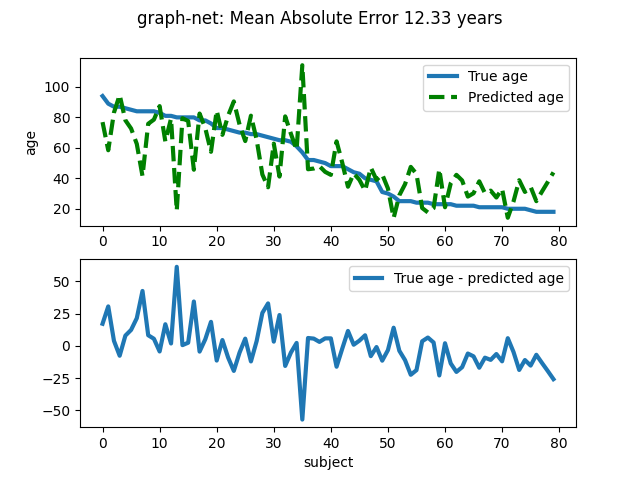 graph-net: Mean Absolute Error 12.33 years
True age
Predicted age
age
100
80
60
40
20
0 10 20 30 40 50 60 70 80
True age - predicted age
50
25
0
−25
−50
0 10 20 30 40 50 60 70 80
subject